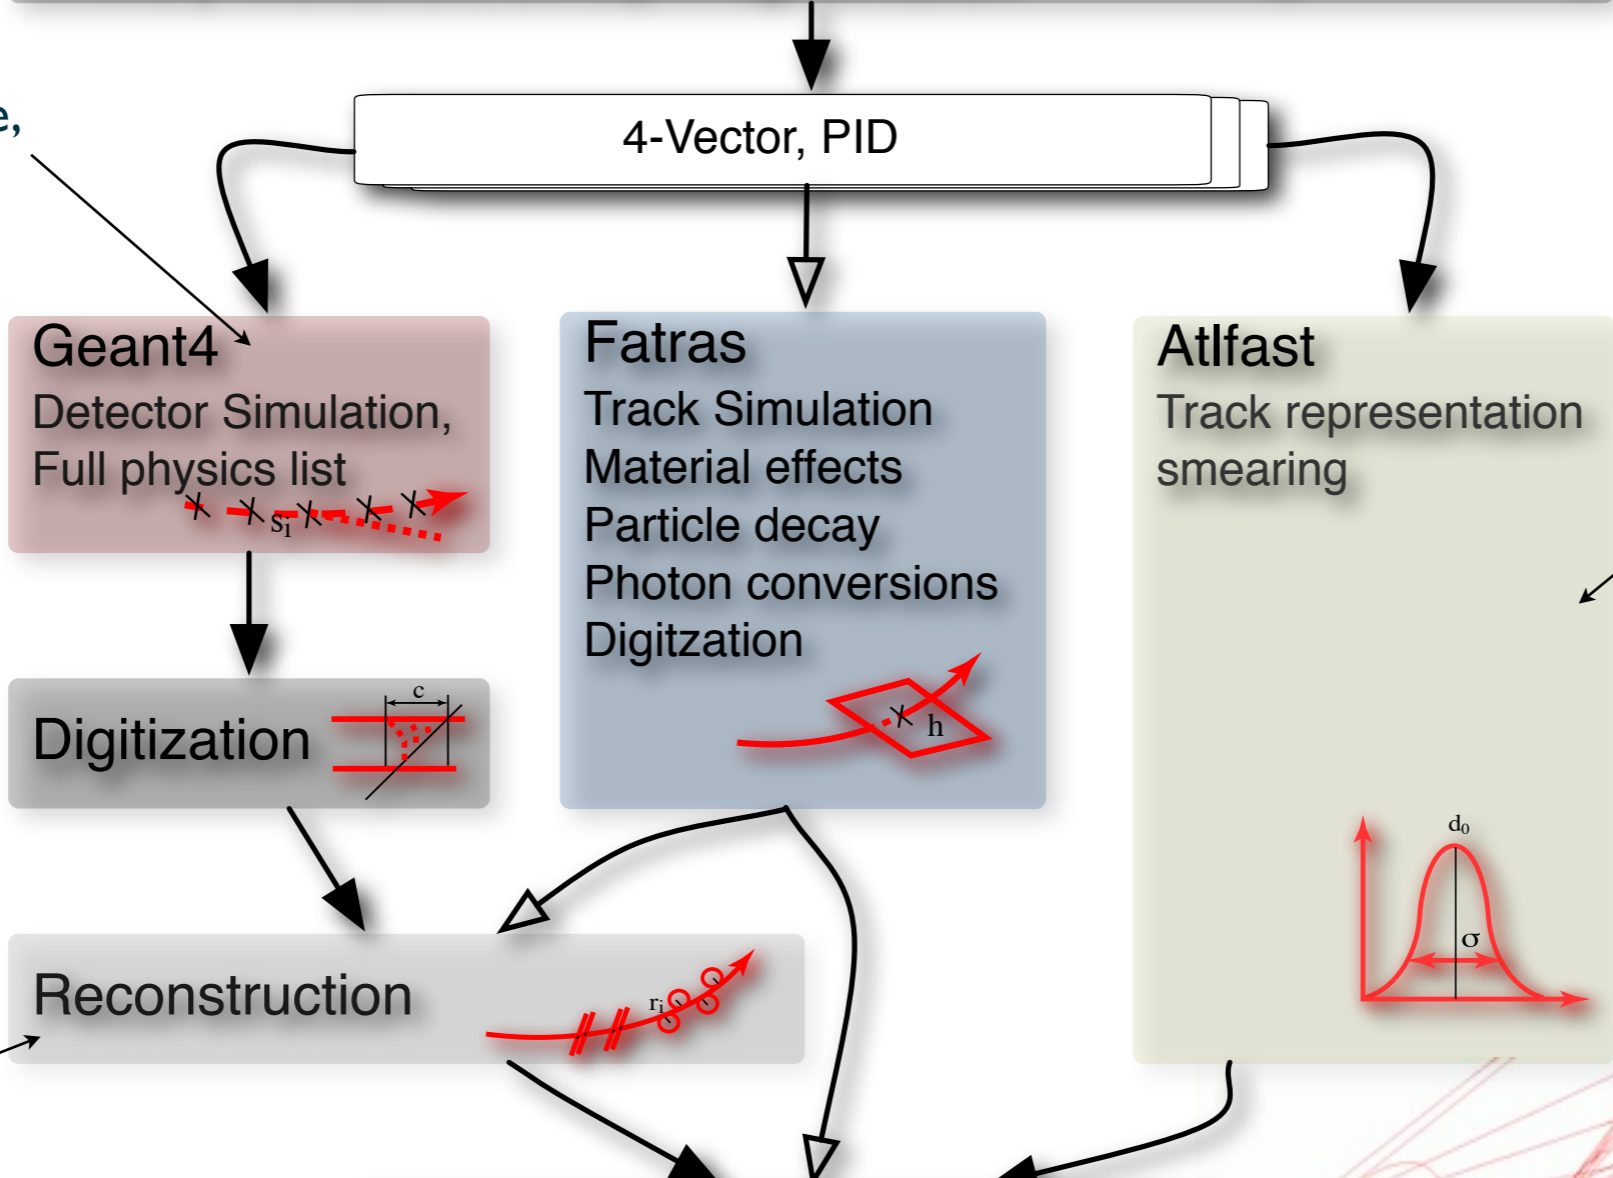 e,
4-Vector, PID
Geant4
Detector Simulation,
Full physics list
si
Fatras
Track Simulation
Material effects
Particle decay
Photon conversions
Digitzation
h
Atlfast
Track representation
smearing
d0
σ
c
Digitization
Reconstruction
ri